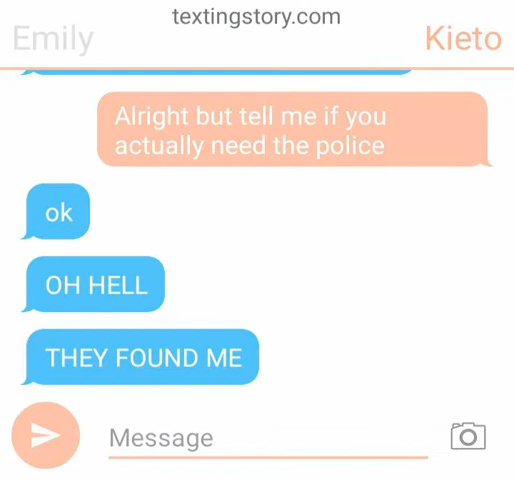 textingstory.com
Emily
Kieto
Alright but tell me if you
actually need the police
ok
OH HELL
THEY FOUND ME
Message